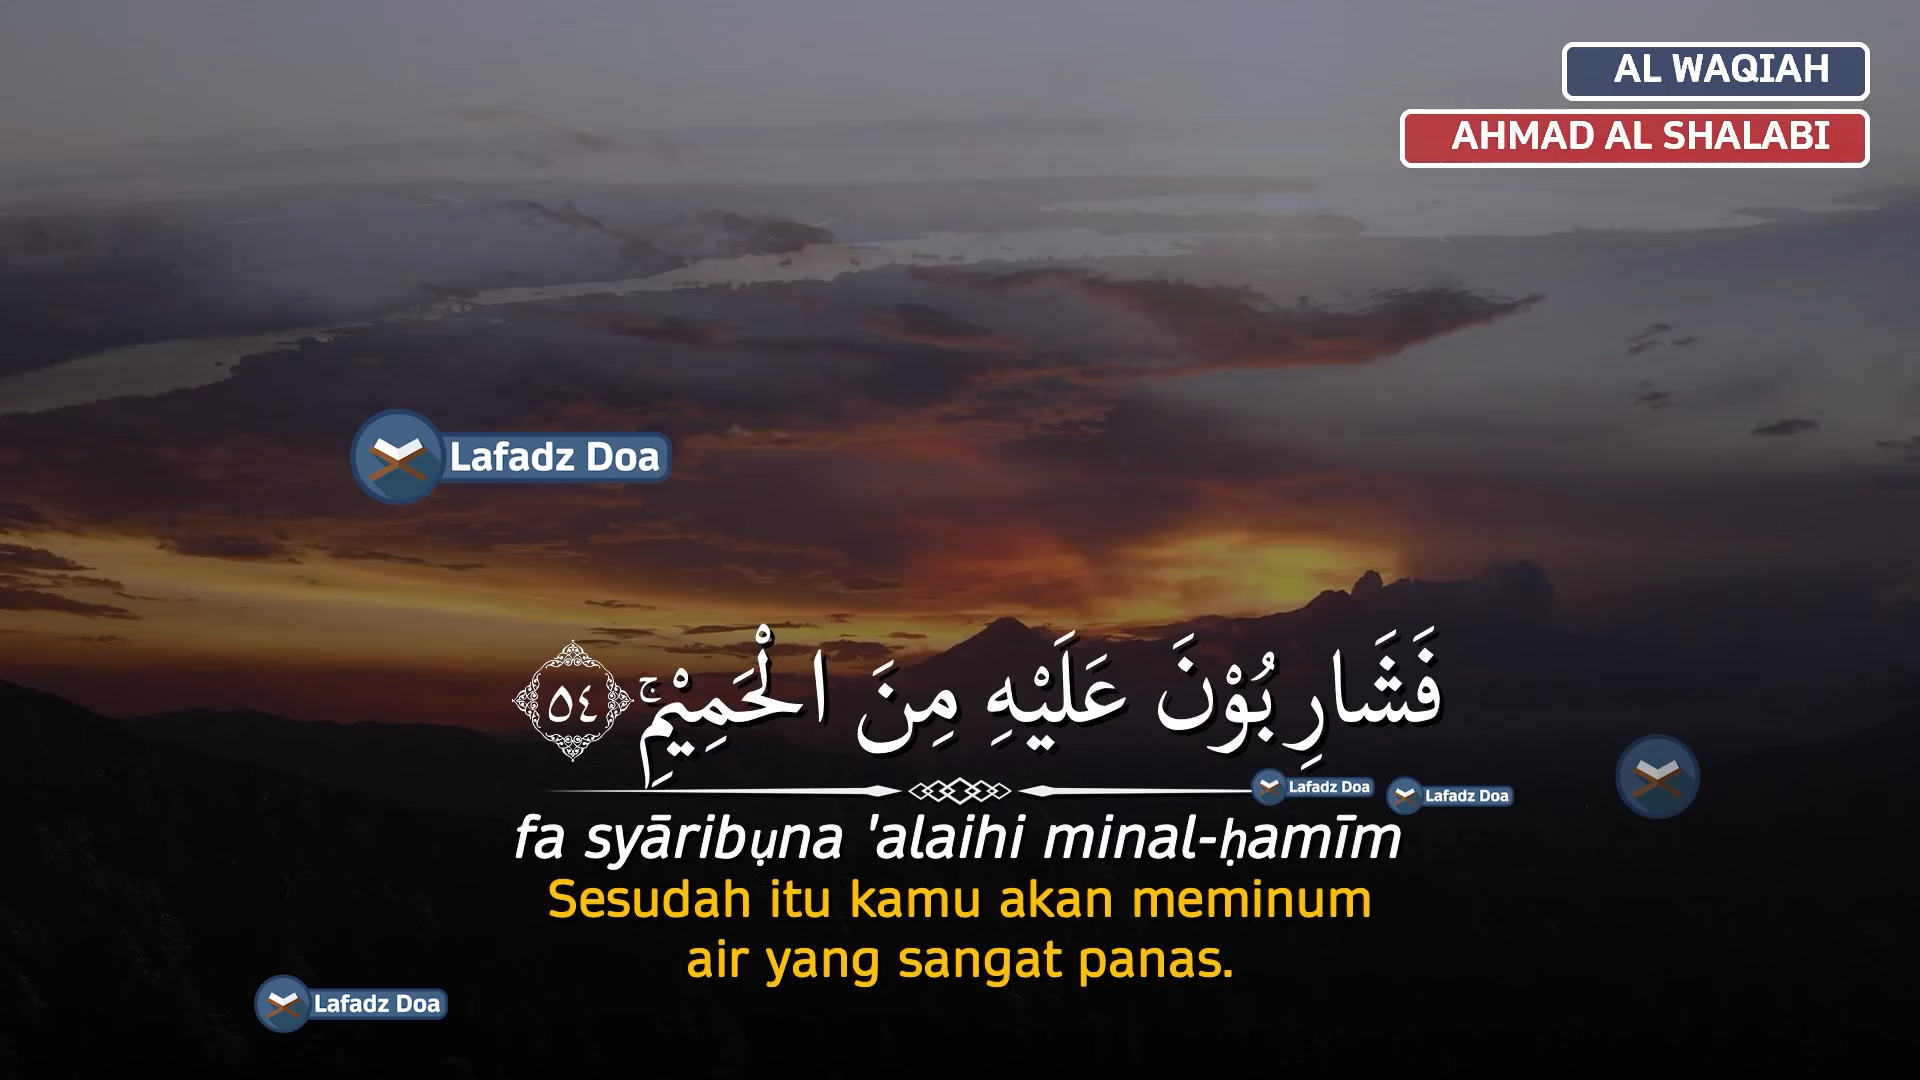 AL WAQIAH
AHMAD AL SHALABI
Lafadz Doa
فَشَارِبُوْنَ عَلَيْهِ مِنَ الْحَمِيْمِۚ ٥٤
Lafadz Doa
Lafadz Doa
fa syāribụna 'alaihi minal-ḥamīm
Sesudah itu kamu akan meminum
air yang sangat panas.
Lafadz Doa